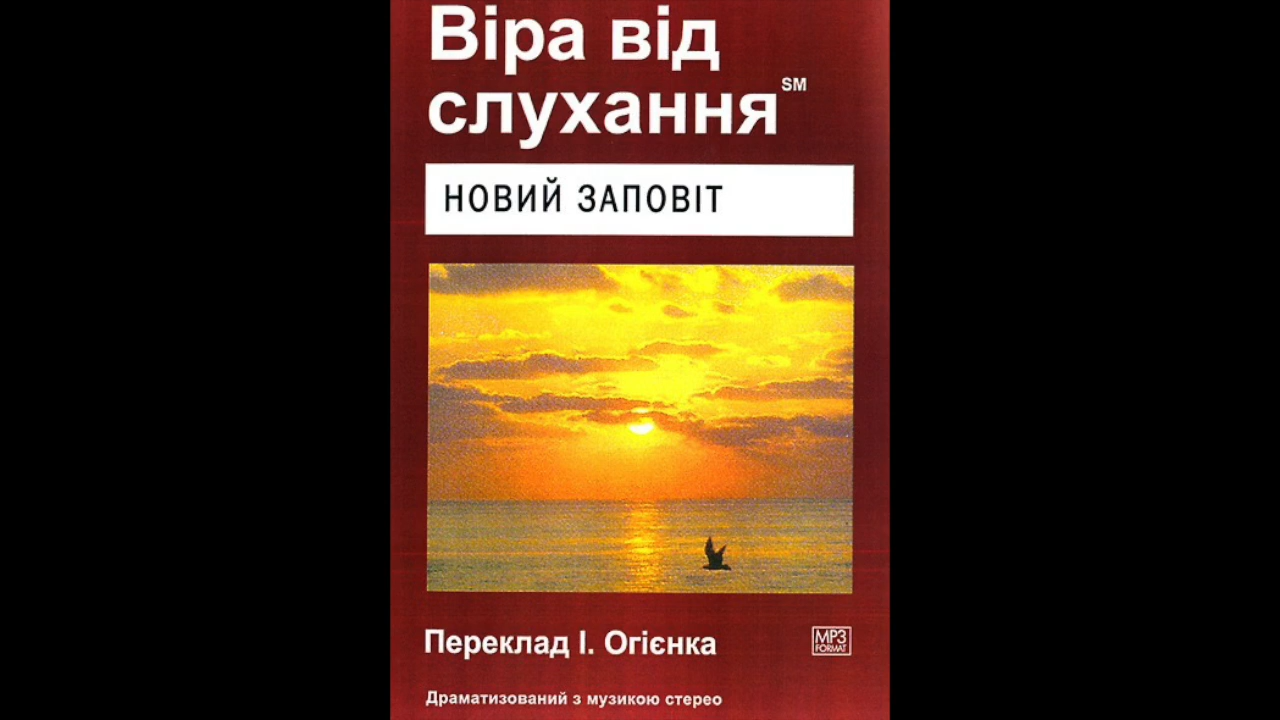 Віра від
слухання SM
НОВИЙ ЗАПОВІТ
Переклад І. Огієнка
MP3
FORMAT
Драматизований з музикою стерео